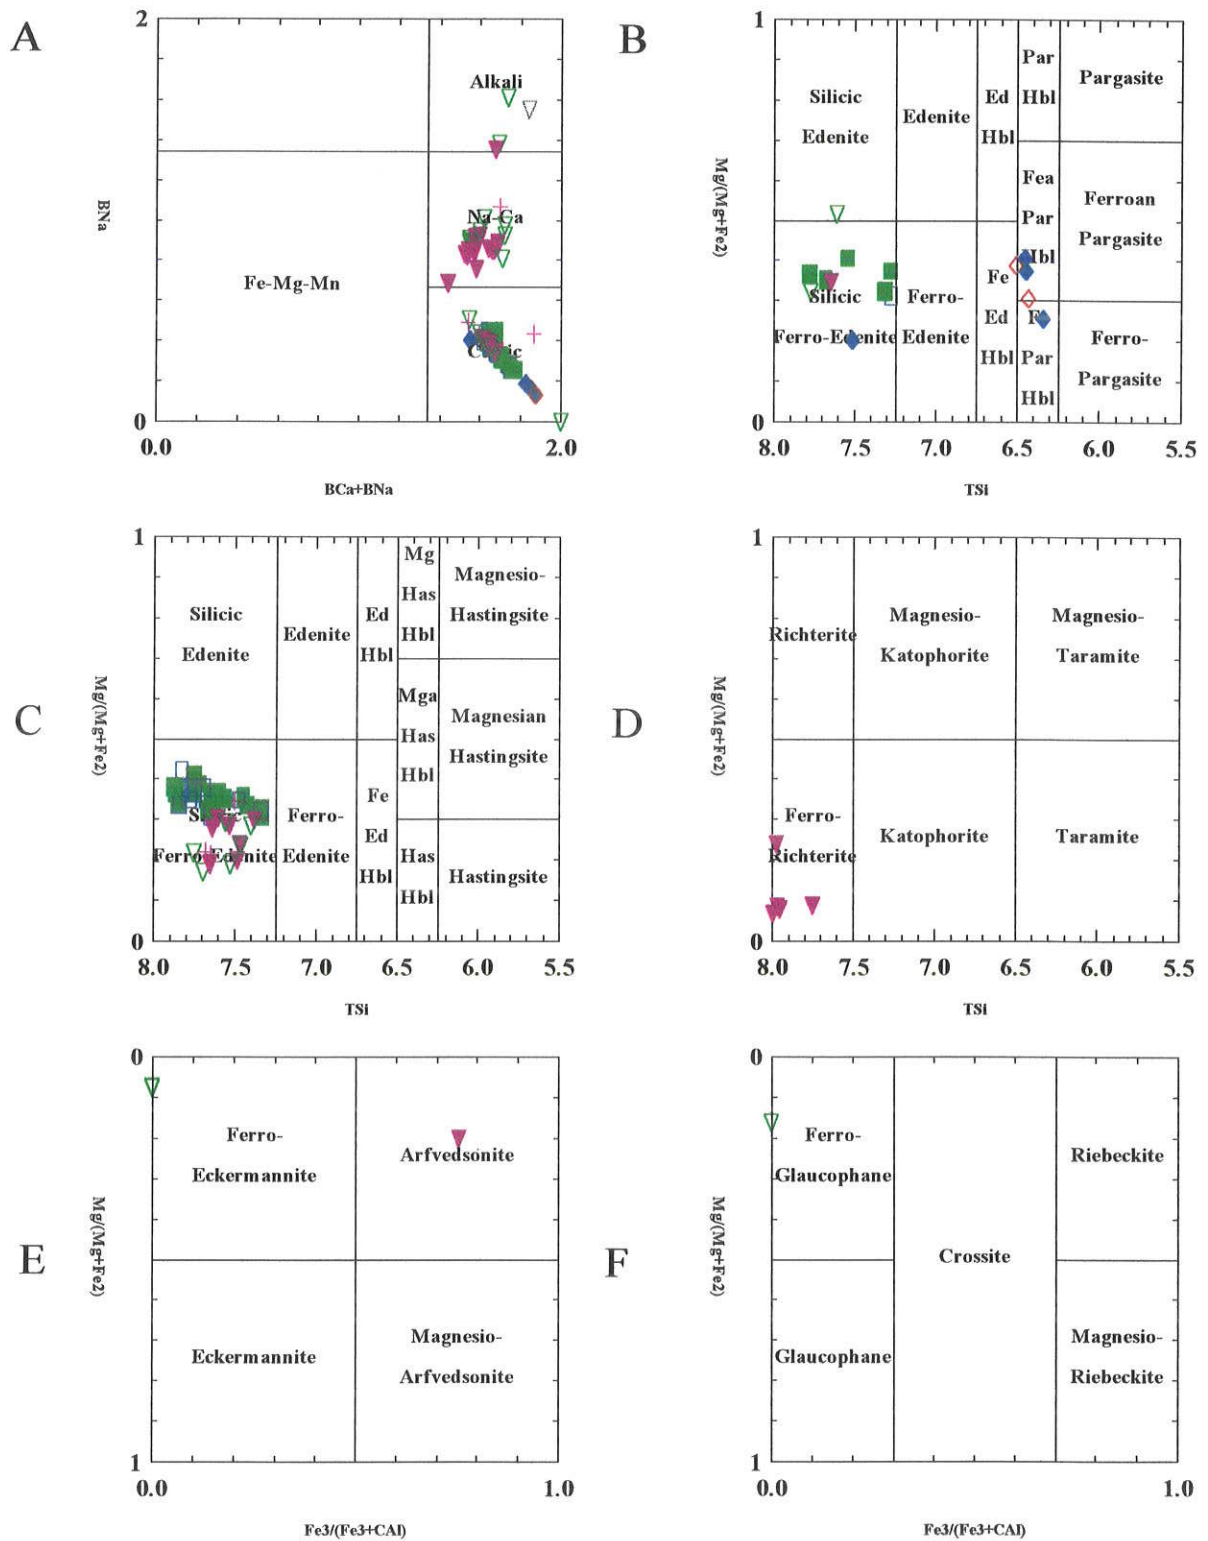 A
2
Alkali
BNa
Na-Ca
Fe-Mg-Mn
0
0.0
2.0
BCa+BNa
B
1
Par
Hbl
Pargasite
Silicic
Edenite
Edenite
Ed
Hbl
Mg/(Mg+Fe2)
Fea
Par
Hbl
Ferroan
Pargasite
Silicic
Ferro-Edenite
Ferro-
Edenite
Fe
Ed
Hbl
Par
Hbl
Ferro-
Pargasite
0
8.0
7.5
7.0
6.5
6.0
5.5
TSi
C
1
Silicic
Edenite
Edenite
Ed
Hbl
Mg
Has
Hbl
Magnesio-
Hastingsite
Mg/(Mg+Fe2)
Mga
Has
Hbl
Magnesian
Hastingsite
Ferro-Edenite
Ferro-
Edenite
Fe
Ed
Hbl
Has
Hbl
Hastingsite
0
8.0
7.5
7.0
6.5
6.0
5.5
TSi
D
1
Richterite
Magnesio-
Katophorite
Magnesio-
Taramite
Mg/(Mg+Fe2)
Ferro-
Richterite
Katophorite
Taramite
0
8.0
7.5
7.0
6.5
6.0
5.5
TSi
E
0
Ferro-
Eckermannite
Arfvedsonite
Mg/(Mg+Fe2)
Eckermannite
Magnesio-
Arfvedsonite
1
0.0
1.0
Fe3/(Fe3+CAl)
F
0
Ferro-
Glaucophane
Riebeckite
Mg/(Mg+Fe2)
Crossite
Glaucophane
Magnesio-
Riebeckite
1
0.0
1.0
Fe3/(Fe3+CAl)